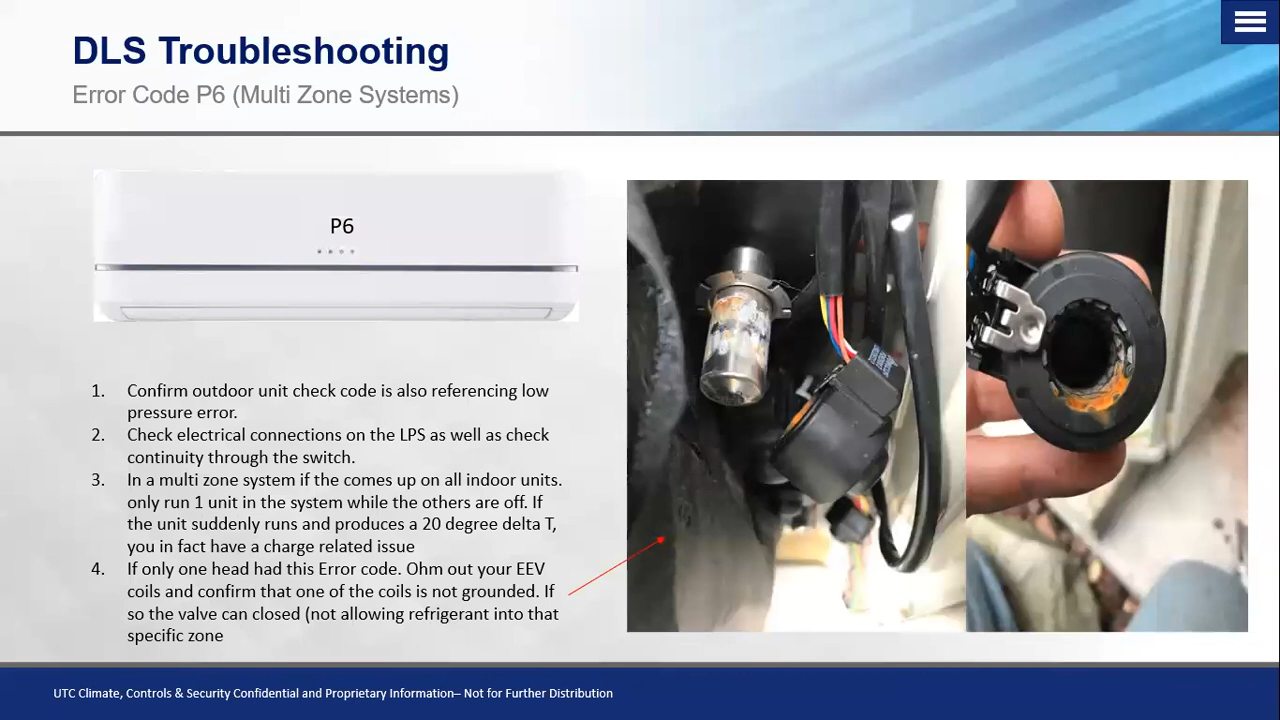 DLS Troubleshooting
Error Code P6 (Multi Zone Systems)
P6
1. Confirm outdoor unit check code is also referencing low
pressure error.
2. Check electrical connections on the LPS as well as check
continuity through the switch.
3. In a multi zone system if the comes up on all indoor units.
only run 1 unit in the system while the others are off. If
the unit suddenly runs and produces a 20 degree delta T,
you in fact have a charge related issue
4. If only one head had this Error code. Ohm out your EEV
coils and confirm that one of the coils is not grounded. If
so the valve can closed (not allowing refrigerant into that
specific zone
UTC Climate, Controls & Security Confidential and Proprietary Information– Not for Further Distribution